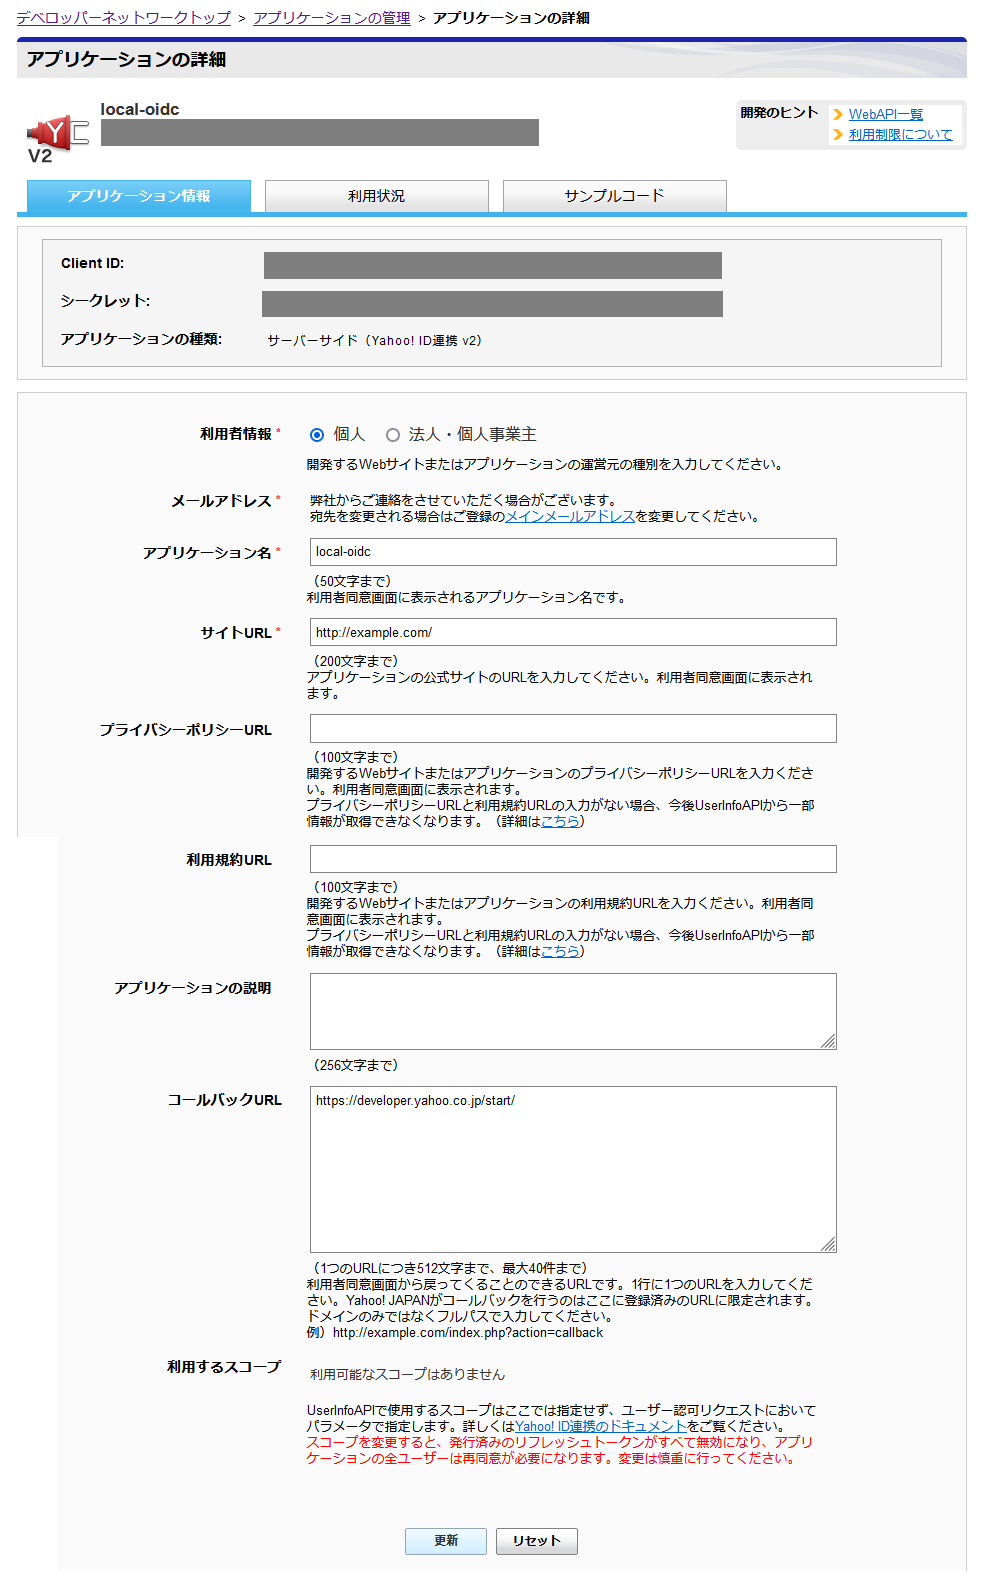 デベロッパーネットワークトップ > アプリケーションの管理 > アプリケーションの詳細
アプリケーションの詳細
local-oidc
V2
開発のヒント
WebAPI一覧
利用制限について
アプリケーション情報
利用状況
サンプルコード
Client ID:
シークレット:
アプリケーションの種類: サーバーサイド（Yahoo! ID連携 v2）
利用者情報 * 個人 法人・個人事業主
開発するWebサイトまたはアプリケーションの運営元の種別を入力してください。
メールアドレス * 弊社からご連絡をさせていただく場合がございます。
宛先を変更される場合はご登録のメインメールアドレスを変更してください。
アプリケーション名 * local-oidc
（50文字まで）
利用者同意画面に表示されるアプリケーション名です。
サイトURL * http://example.com/
（200文字まで）
アプリケーションの公式サイトのURLを入力してください。利用者同意画面に表示され
ます。
プライバシーポリシーURL
（100文字まで）
開発するWebサイトまたはアプリケーションのプライバシーポリシーURLを入力くださ
い。利用者同意画面に表示されます。
プライバシーポリシーURLと利用規約URLの入力がない場合、今後UserInfoAPIから一部
情報が取得できなくなります。（詳細はこちら）
利用規約URL
（100文字まで）
開発するWebサイトまたはアプリケーションの利用規約URLを入力ください。利用者同
意画面に表示されます。
プライバシーポリシーURLと利用規約URLの入力がない場合、今後UserInfoAPIから一部
情報が取得できなくなります。（詳細はこちら）
アプリケーションの説明
（256文字まで）
コールバックURL https://developer.yahoo.co.jp/start/
（1つのURLにつき512文字まで、最大40件まで）
利用者同意画面から戻ってくることのできるURLです。1行に1つのURLを入力してくだ
さい。Yahoo! JAPANがコールバックを行うのはここに登録済みのURLに限定されます。
ドメインのみではなくフルパスで入力してください。
例）http://example.com/index.php?action=callback
利用するスコープ 利用可能なスコープはありません
UserInfoAPIで使用するスコープはここでは指定せず、ユーザー認可リクエストにおいて
パラメータで指定します。詳しくはYahoo! ID連携のドキュメントをご覧ください。
スコープを変更すると、発行済みのリフレッシュトークンがすべて無効になり、アプリ
ケーションの全ユーザーは再同意が必要になります。変更は慎重に行ってください。
更新
リセット